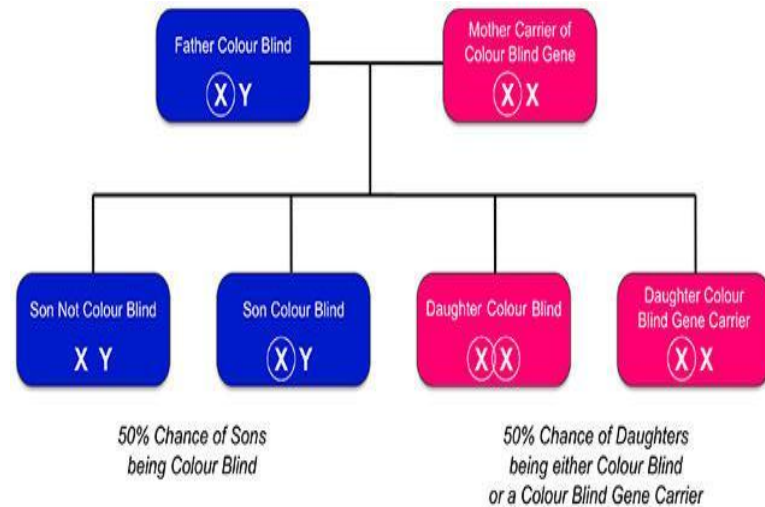 Father Colour Blind
X Y
Mother Carrier of
Colour Blind Gene
X X
Son Not Colour Blind
X Y
Son Colour Blind
X Y
Daughter Colour Blind
X X
Daughter Colour
Blind Gene Carrier
X X
50% Chance of Sons
being Colour Blind
50% Chance of Daughters
being either Colour Blind
or a Colour Blind Gene Carrier